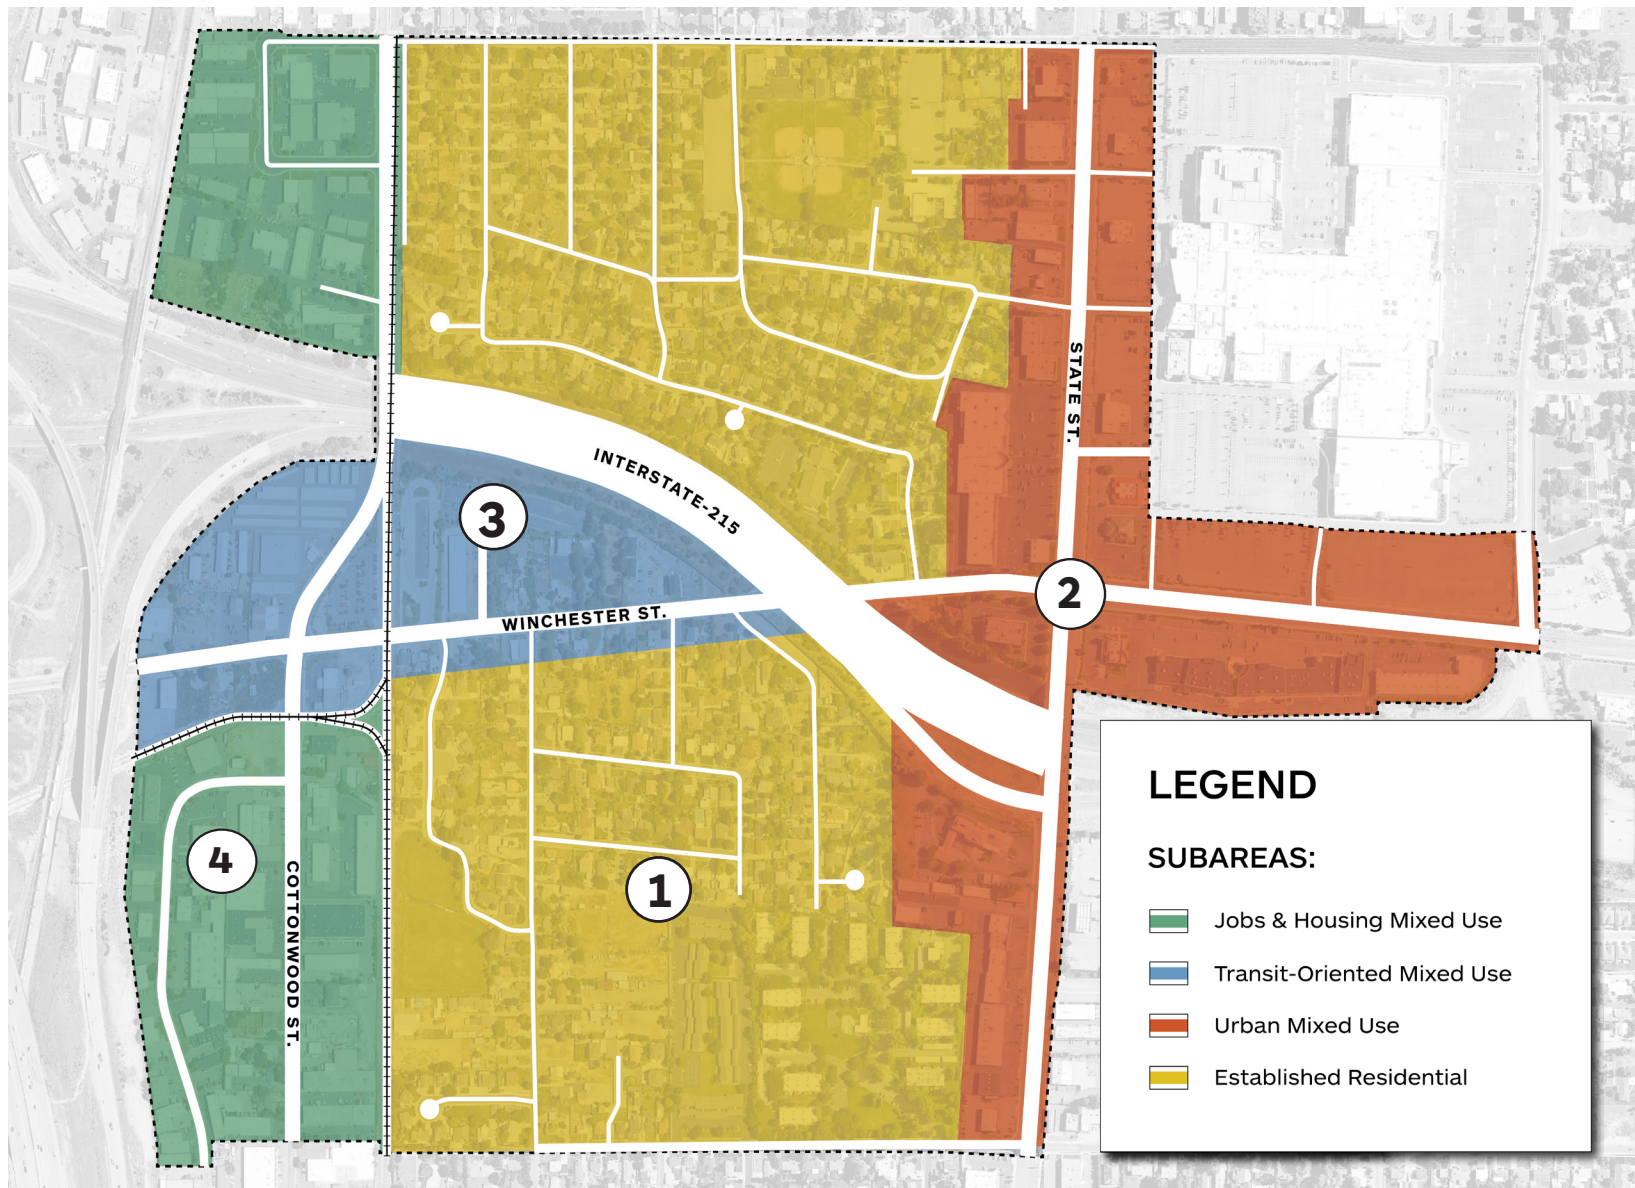 STATE ST.
INTERSTATE-215
3
2
WINCHESTER ST.
4
1
COTTONWOOD ST.
LEGEND
SUBAREAS:
Jobs & Housing Mixed Use
Transit-Oriented Mixed Use
Urban Mixed Use
Established Residential